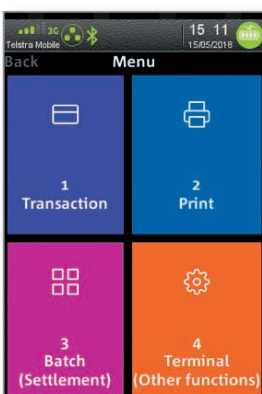 3G
15 11
Telstra Mobile
15/05/2018
Back
Menu
1
Transaction
2
Print
3
Batch
(Settlement)
4
Terminal
(Other functions)